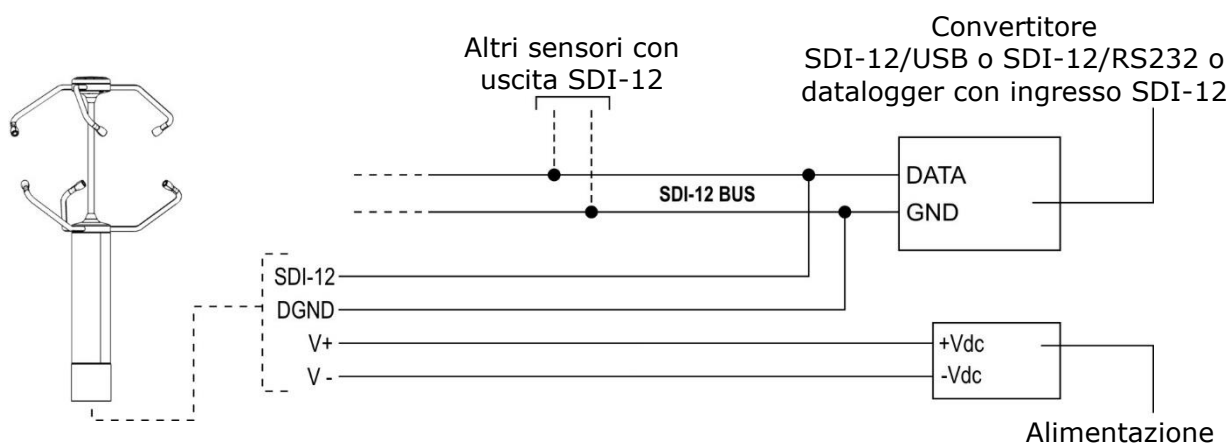 Convertitore
SDI-12/USB o SDI-12/RS232 o
datalogger con ingresso SDI-12
Altri sensori con
uscita SDI-12
DATA
SDI-12 BUS
GND
SDI-12
DGND
V+
+Vdc
V -
-Vdc
Alimentazione